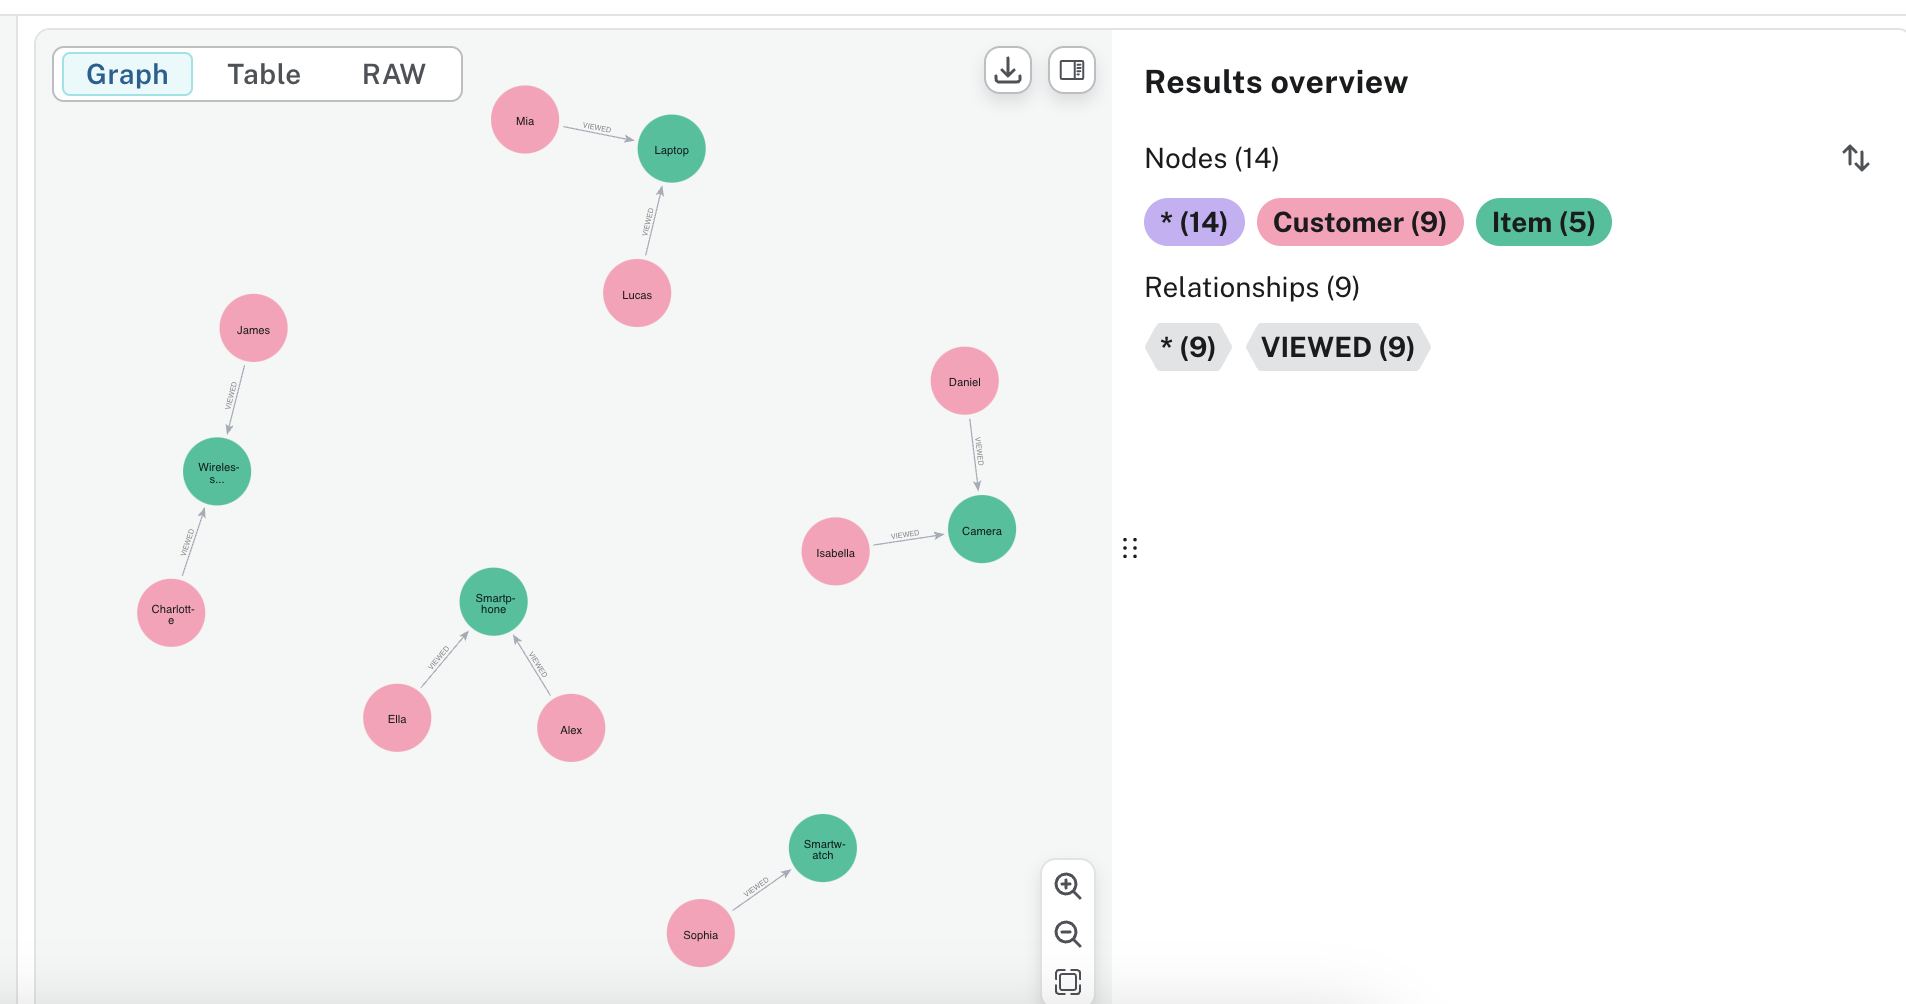 Graph Table RAW
Results overview
Nodes (14)
* (14) Customer (9) Item (5)
Relationships (9)
* (9) VIEWED (9)
Mia
VIEWED
Laptop
VIEWED
Lucas
James
VIEWED
Wireles-
s...
VIEWED
Charlott-
e
Daniel
VIEWED
Isabella
VIEWED
Camera
Smartp-
hone
VIEWED
VIEWED
Ella
Alex
Smartw-
atch
VIEWED
Sophia